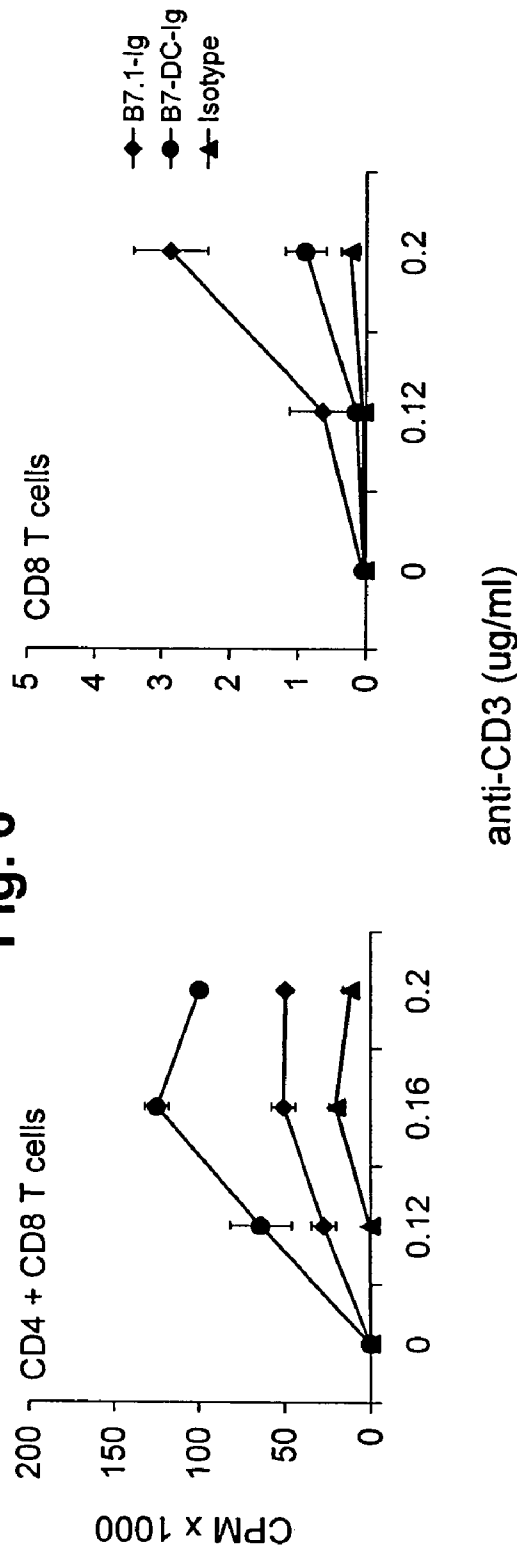 Fig. 6
CD4 + CD8 T cells
200
150
100
50
0
CPM x 1000
0
0.12
0.16
0.2
CD8 T cells
5
4
3
2
1
0
0
0.12
0.2
B7.1-Ig
B7-DC-Ig
Isotype
anti-CD3 (ug/ml)